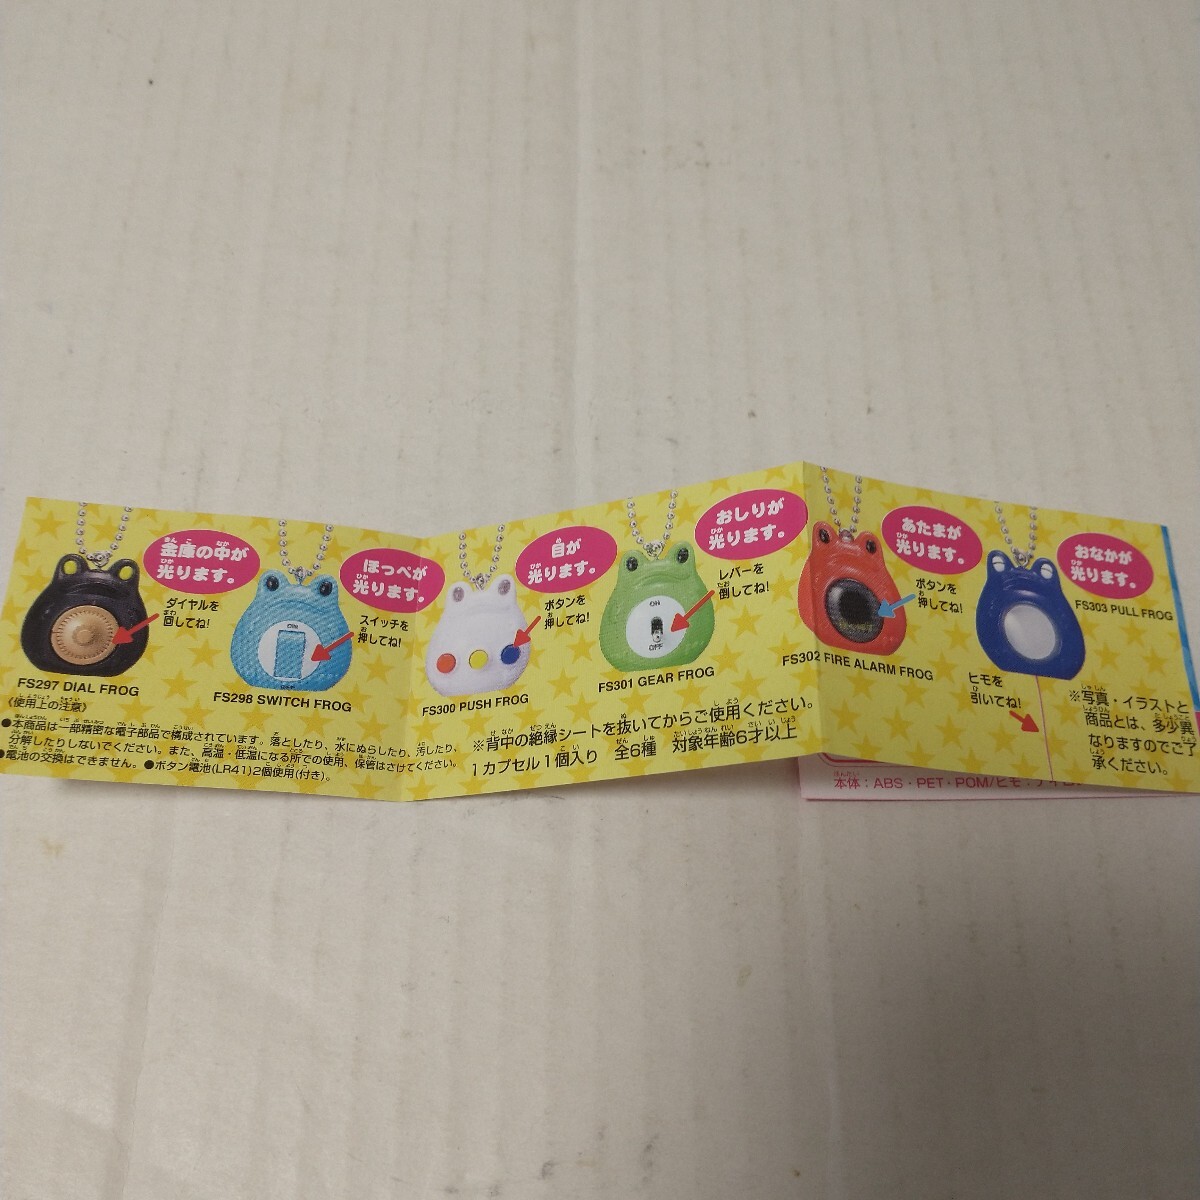 金庫の中が
光ります。
ダイヤルを
回してね!
FS297 DIAL FROG
ほっぺが
光ります。
スイッチを
押してね!
ON
FS298 SWITCH FROG
目が
光ります。
ボタンを
押してね!
FS300 PUSH FROG
おしりが
光ります。
レバーを
倒してね!
ON
OFF
FS301 GEAR FROG
あたまが
光ります。
ボタンを
押してね!
FS302 FIRE ALARM FROG
おなかが
光ります。
FS303 PULL FROG
ヒモを
引いてね!
《使用上の注意》
●本商品は一部精密な電子部品で構成されています。落としたり、水にぬらしたり、汚したり、
分解したりしないでください。また、高温・低温になる所での使用、保管はさけてください。
●電池の交換はできません。●ボタン電池(LR41)2個使用(付き)。
※背中の絶縁シートを抜いてからご使用ください。
1カプセル1個入り 全6種 対象年齢6才以上
※写真・イラストと
商品とは、多少異
なりますのでご了
承ください。
本体:ABS・PET・POM/ヒモ: